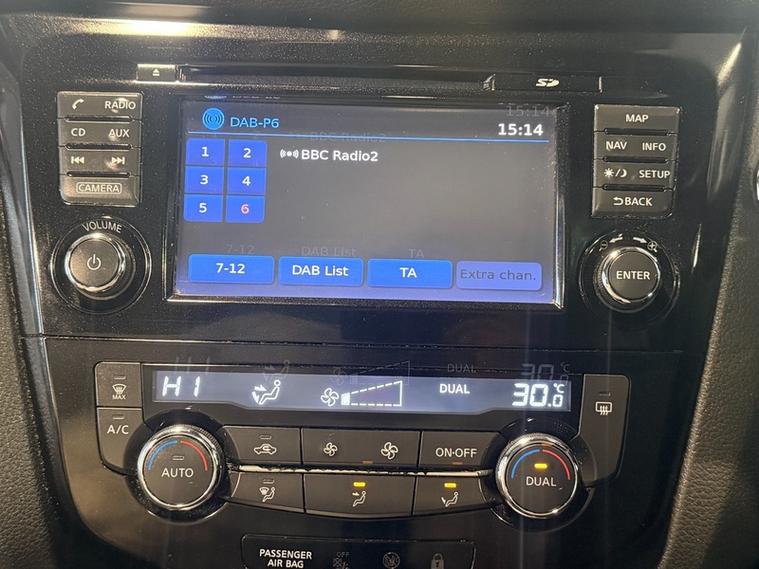 RADIO
CD AUX
CAMERA
VOLUME
SD
DAB-P6
15:14
1 2
3 4
5 6
BBC Radio2
7-12 DAB List TA Extra chan.
MAP
NAV INFO
SETUP
BACK
ENTER
HI DUAL 30.0 °C
MAX
A/C
AUTO
ON·OFF
DUAL
PASSENGER
AIR BAG
OFF